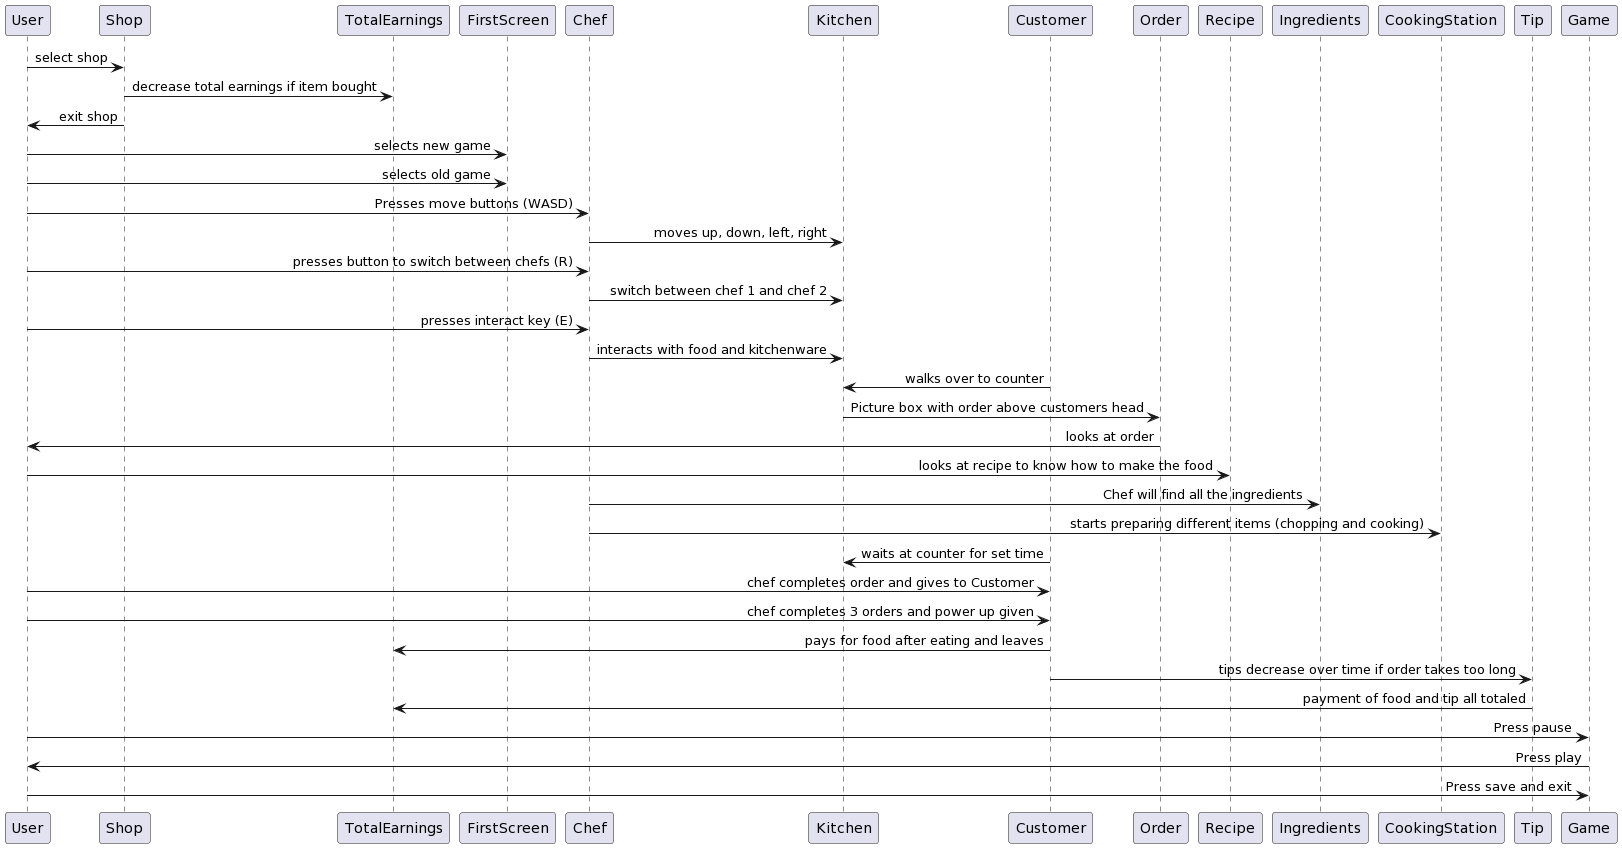 User Shop TotalEarnings FirstScreen Chef Kitchen Customer Order Recipe Ingredients CookingStation Tip Game
select shop
decrease total earnings if item bought
exit shop
selects new game
selects old game
Presses move buttons (WASD)
moves up, down, left, right
presses button to switch between chefs (R)
switch between chef 1 and chef 2
presses interact key (E)
interacts with food and kitchenware
walks over to counter
Picture box with order above customers head
looks at order
looks at recipe to know how to make the food
Chef will find all the ingredients
starts preparing different items (chopping and cooking)
waits at counter for set time
chef completes order and gives to Customer
chef completes 3 orders and power up given
pays for food after eating and leaves
tips decrease over time if order takes too long
payment of food and tip all totaled
Press pause
Press play
Press save and exit
User Shop TotalEarnings FirstScreen Chef Kitchen Customer Order Recipe Ingredients CookingStation Tip Game